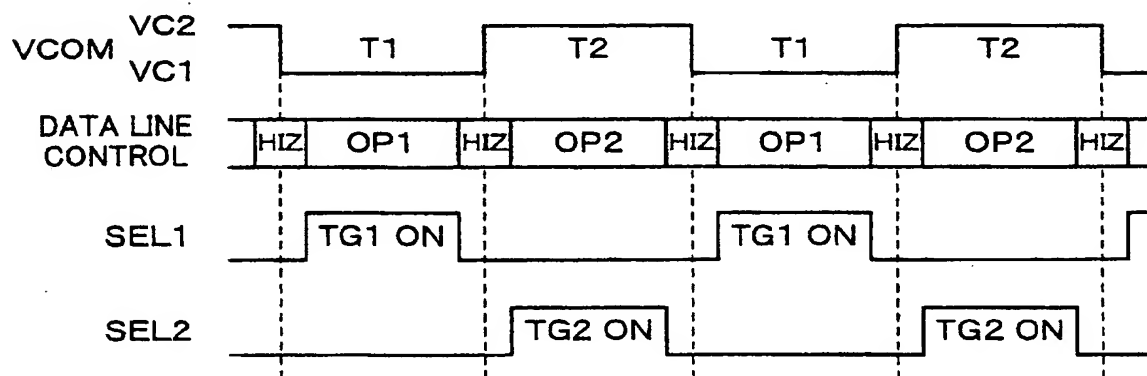 VC2
VCOM
VC1
T1 T2 T1 T2
DATA LINE
CONTROL
HIZ OP1 HIZ OP2 HIZ OP1 HIZ OP2 HIZ
SEL1
TG1 ON TG1 ON
SEL2
TG2 ON TG2 ON